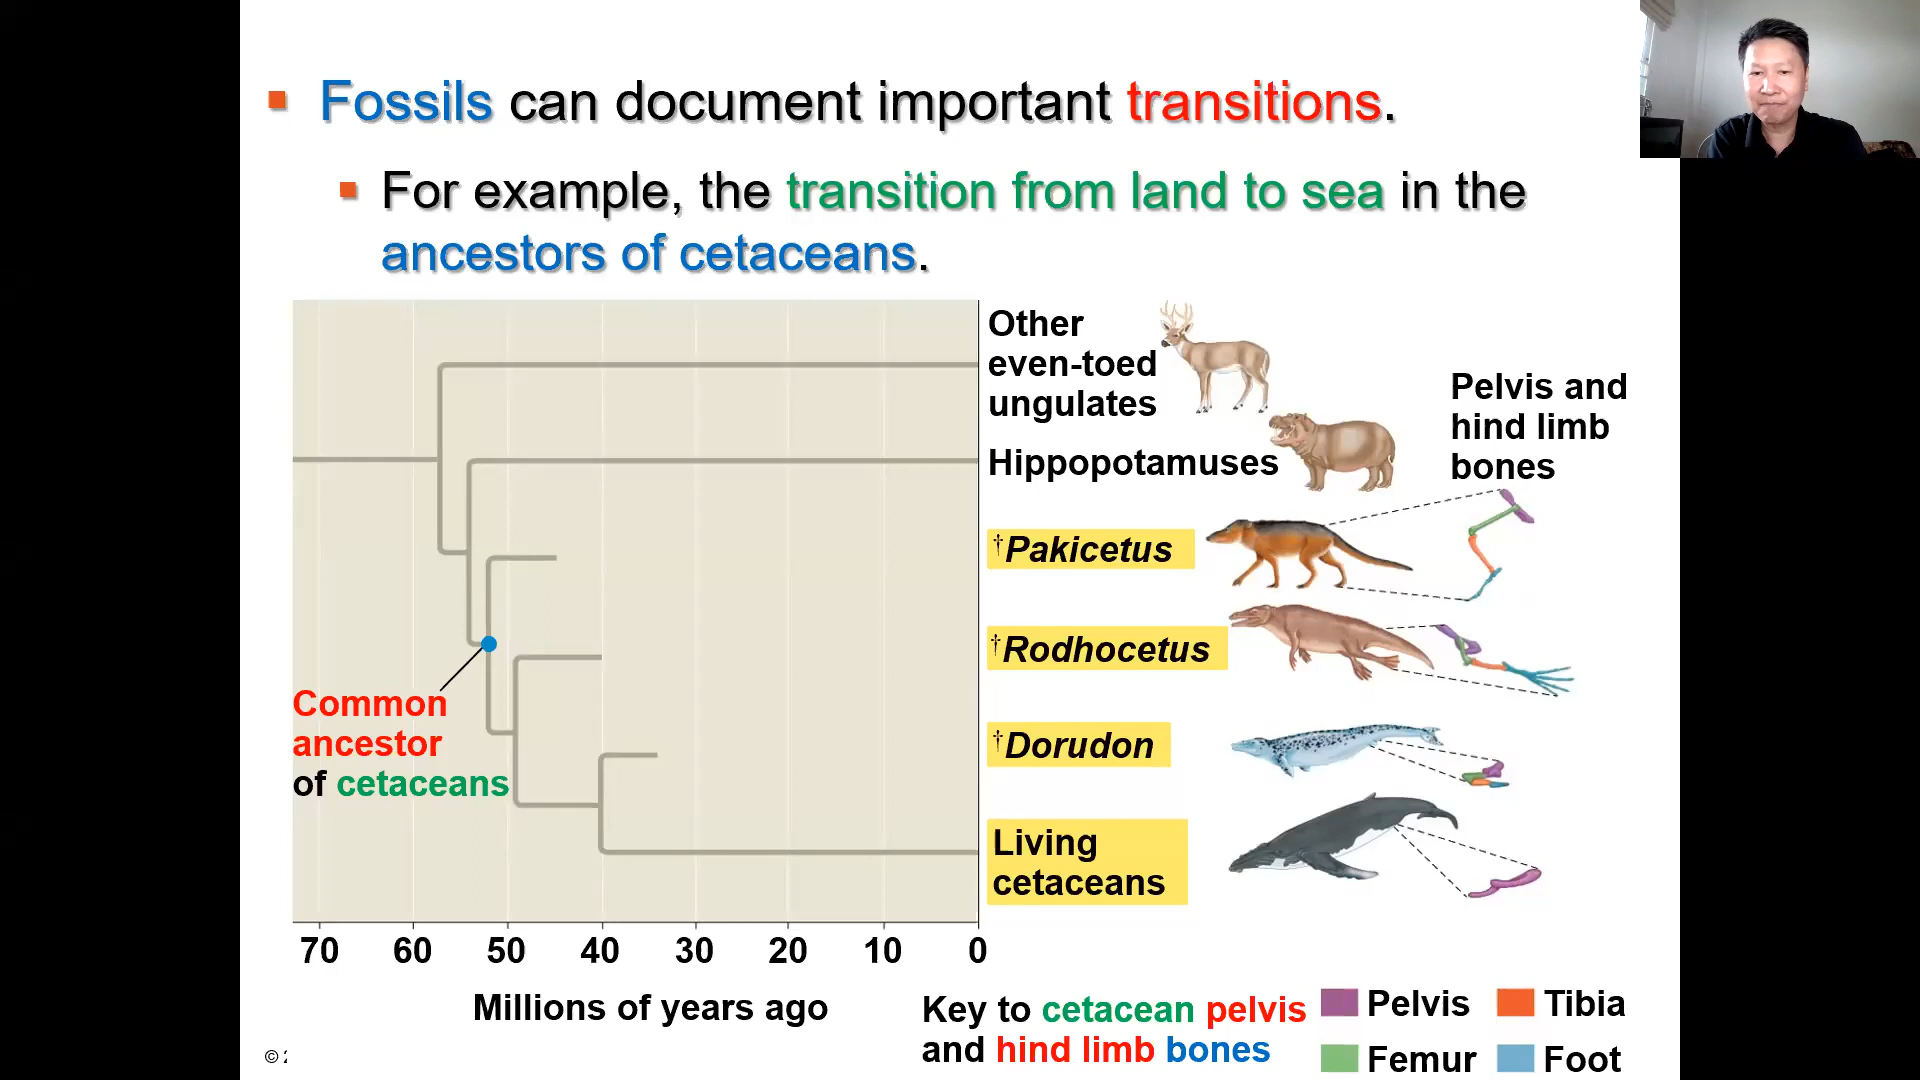 Fossils can document important transitions.
For example, the transition from land to sea in the
ancestors of cetaceans.
Other
even-toed
ungulates
Hippopotamuses
Pelvis and
hind limb
bones
†Pakicetus
†Rodhocetus
Common
ancestor
of cetaceans
†Dorudon
Living
cetaceans
70 60 50 40 30 20 10 0
Millions of years ago
Key to cetacean pelvis
and hind limb bones
Pelvis
Tibia
Femur
Foot
©